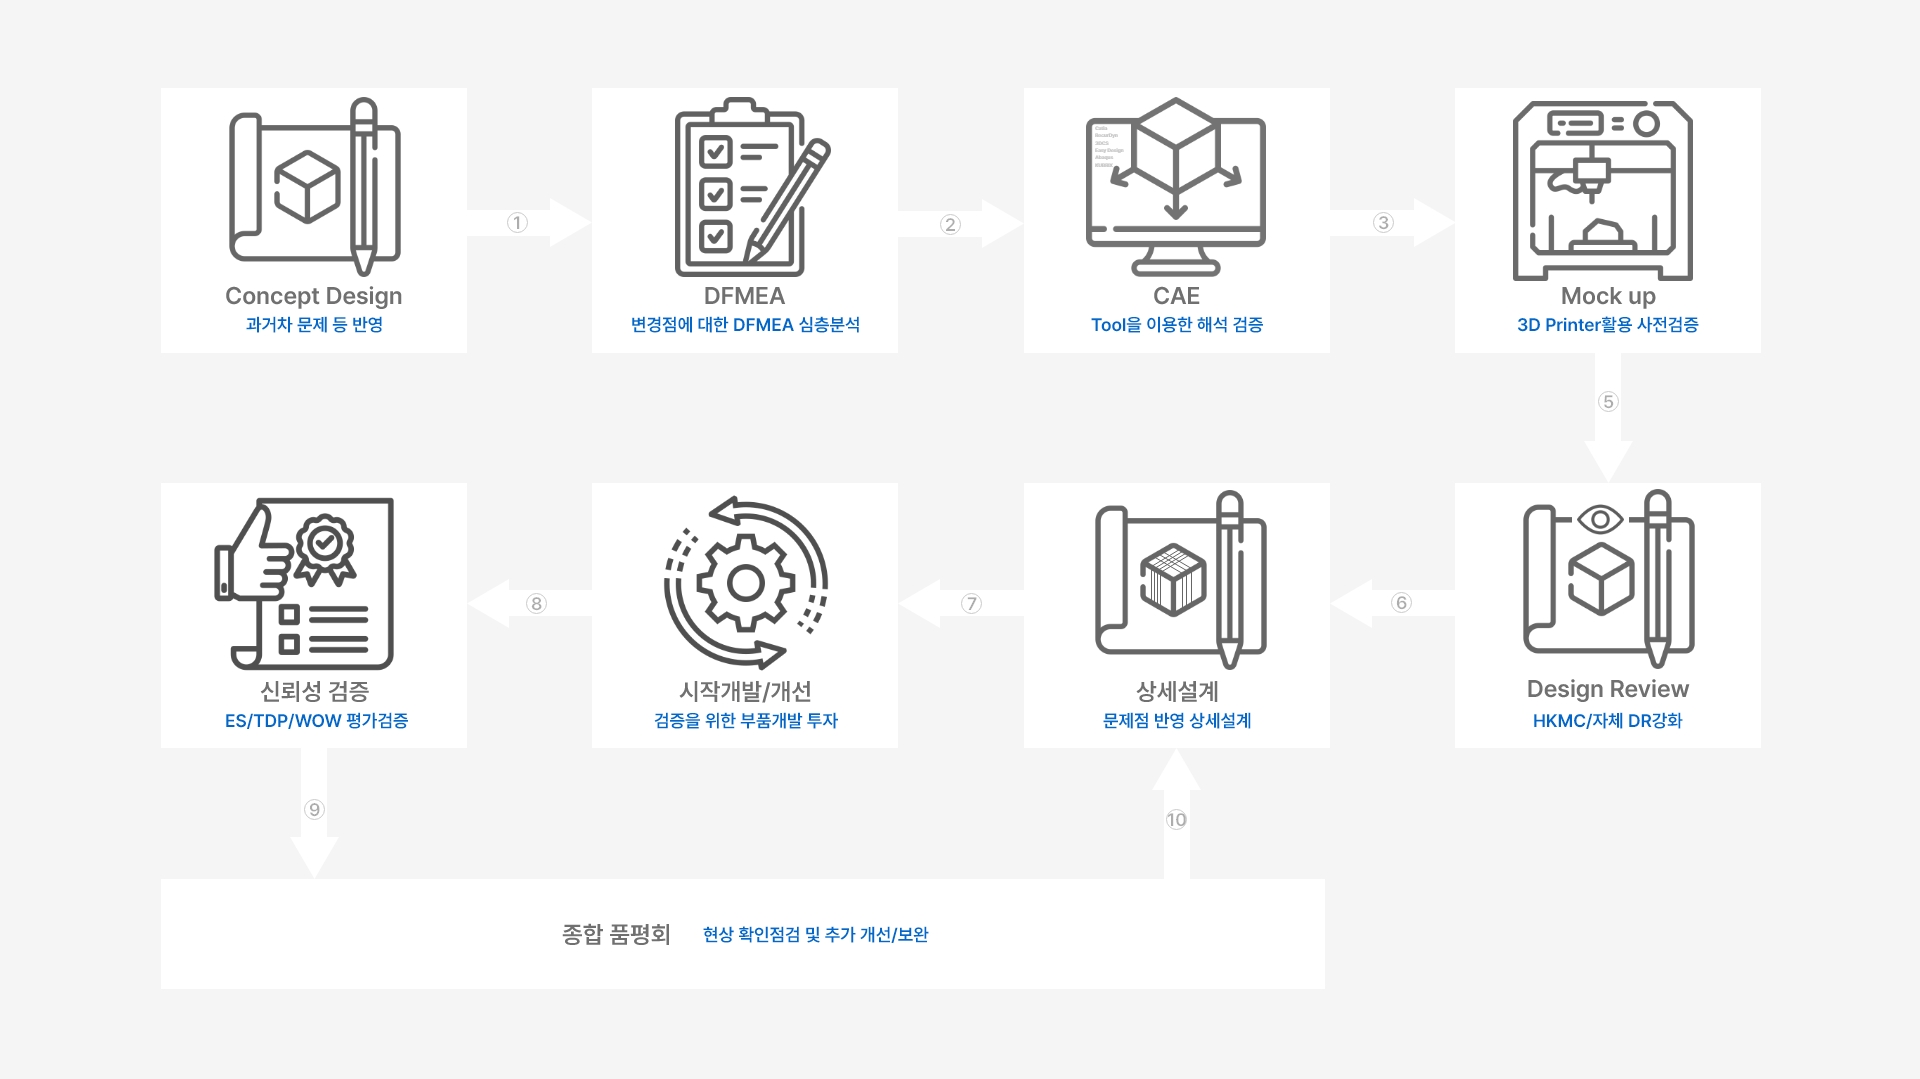 Concept Design
과거차 문제 등 반영
①
DFMEA
변경점에 대한 DFMEA 심층분석
②
Catia
RecurDyn
3DCS
Easy Design
Abaqus
CAE
Tool을 이용한 해석 검증
③
Mock up
3D Printer활용 사전검증
⑤
Design Review
HKMC/자체 DR강화
⑥
상세설계
문제점 반영 상세설계
⑦
시작개발/개선
검증을 위한 부품개발 투자
⑧
신뢰성 검증
ES/TDP/WOW 평가검증
⑨
종합 품평회 현상 확인점검 및 추가 개선/보완
⑩